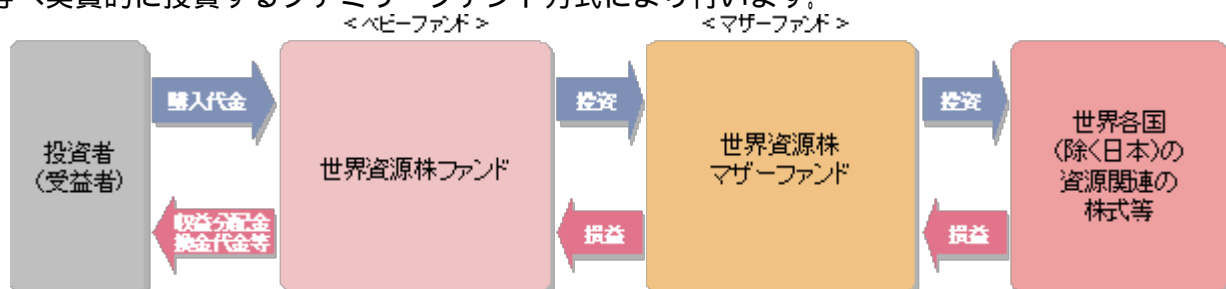 等へ実質的に投資するファミリーファンド方式により行います。
<ベビーファンド>
<マザーファンド>
購入代金
投資
投資
投資者
(受益者)
世界資源株ファンド
世界資源株
マザーファンド
世界各国
(除く日本)の
資源関連の
株式等
収益分配金
換金代金等
損益
損益